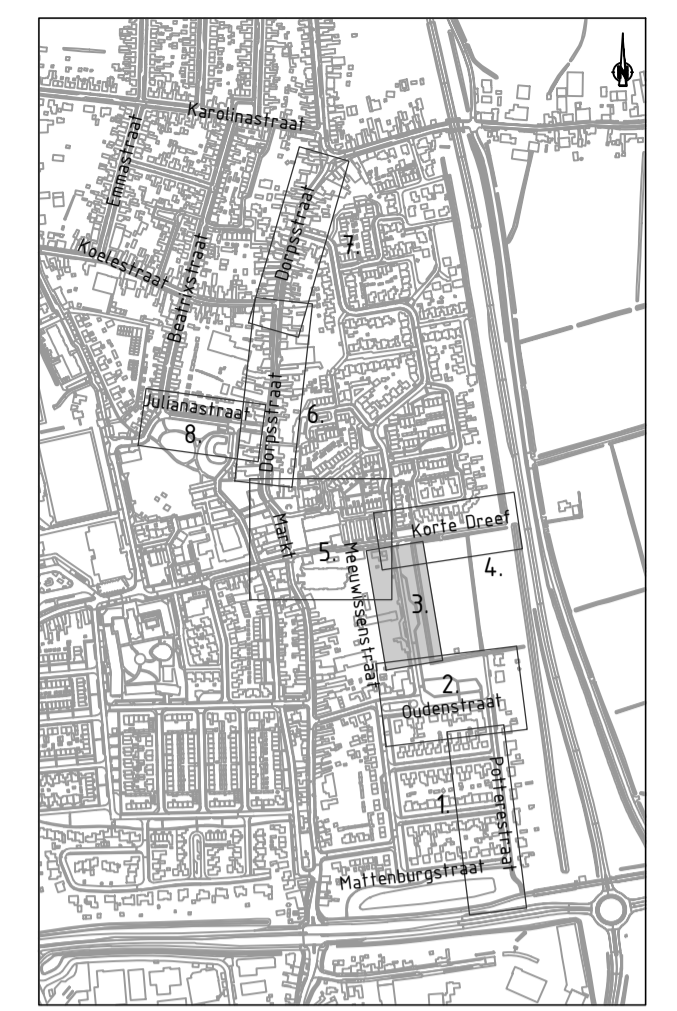 N
Karolinastraat
Emmastraat
Dorpsstraat
7.
Koelestraat
Beatrixstraat
Julianastraat
Dorpsstraat
6.
8.
Markt
Korte Dreef
5.
Meeuwissenstraat
4.
3.
2.
Oudenstraat
Potterestraat
1.
Mattenburgstraat